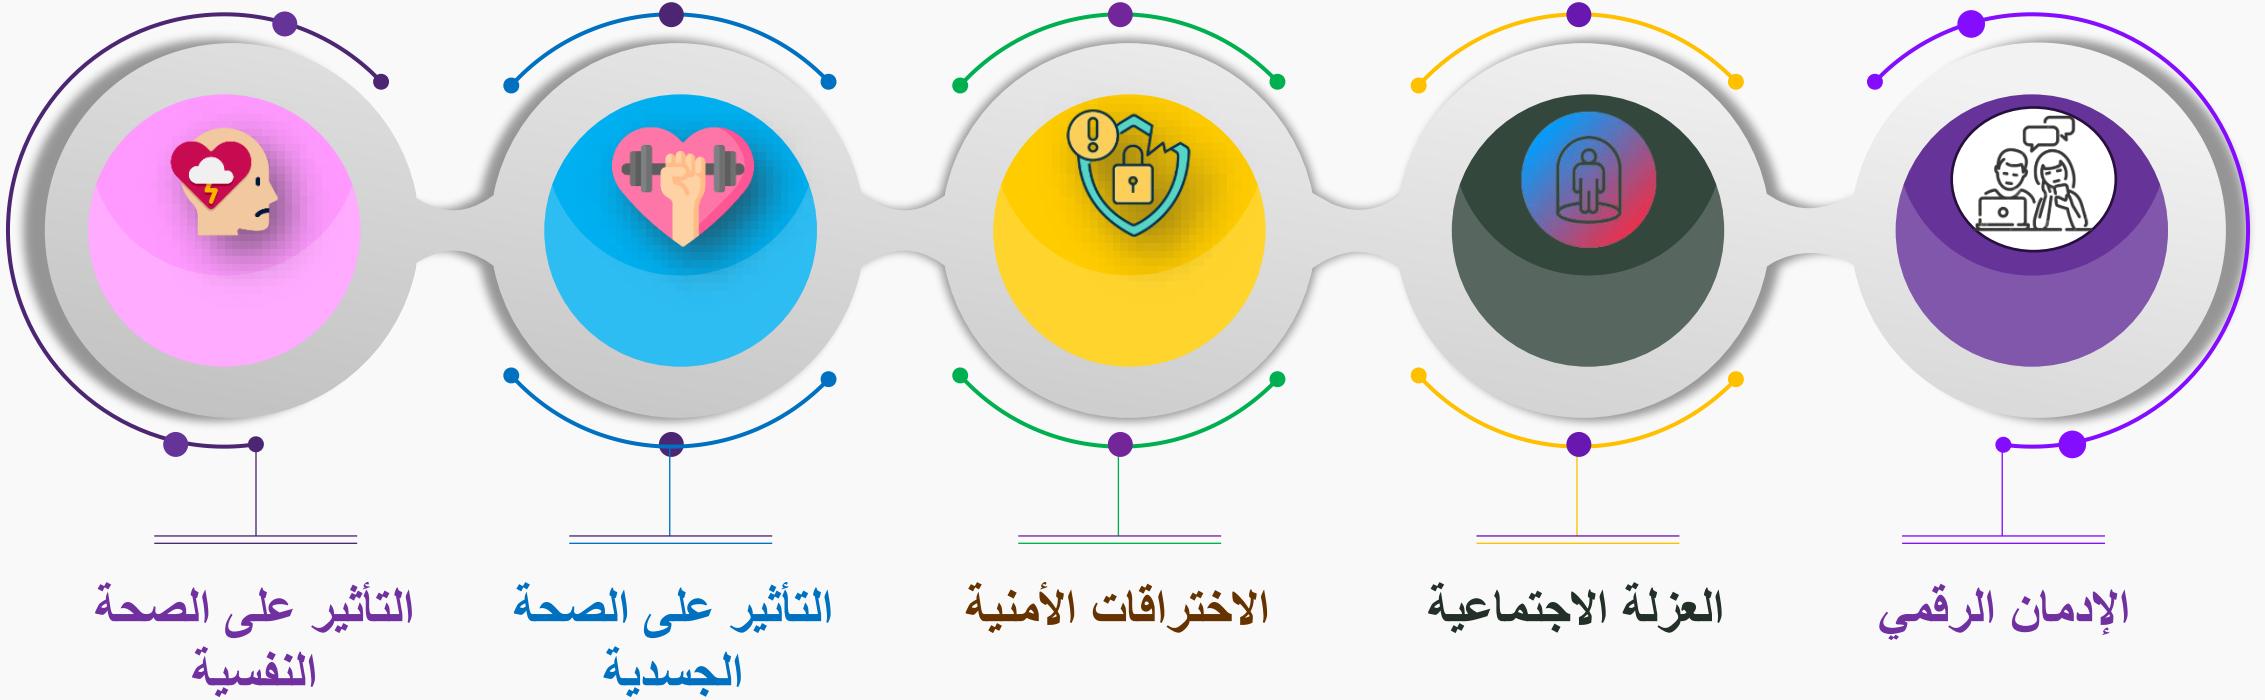 الإدمان الرقمي
العزلة الاجتماعية
الاختراقات الأمنية
التأثير على الصحة
الجسدية
التأثير على الصحة
النفسية